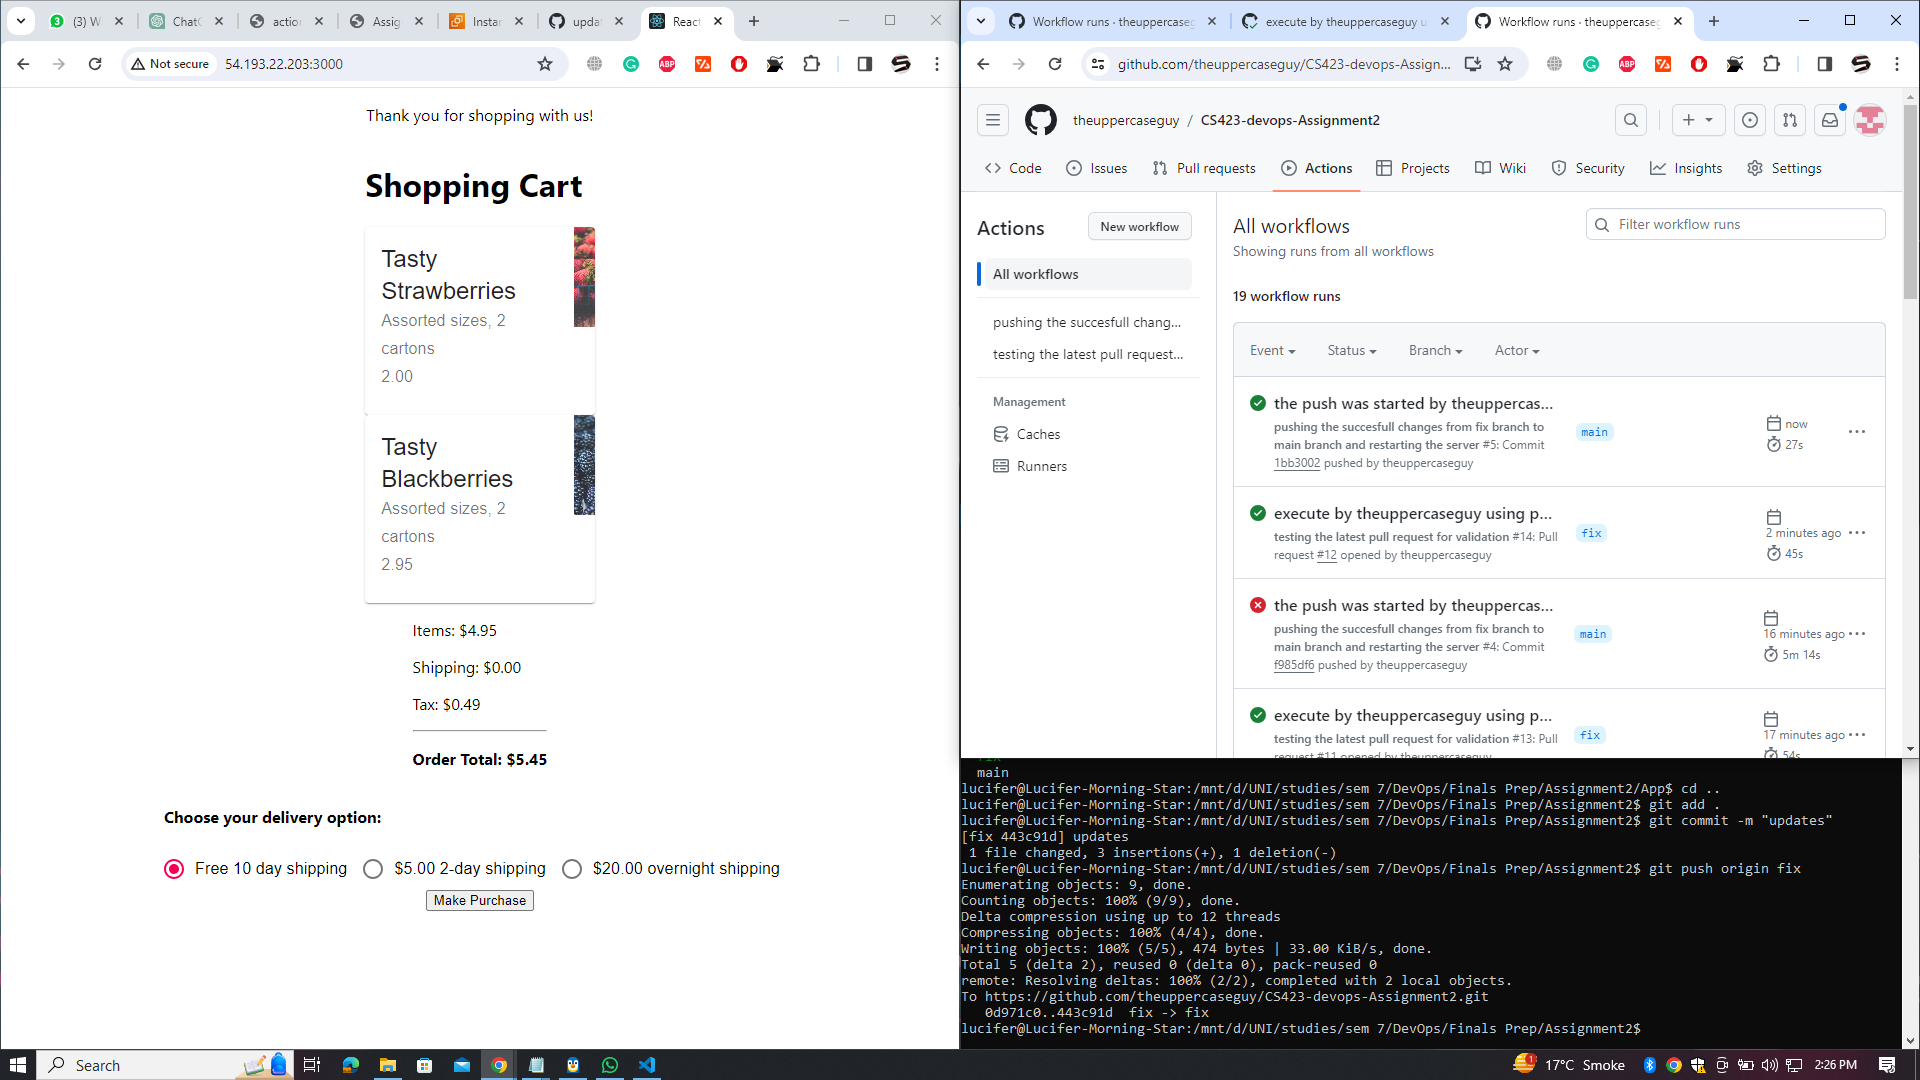 (3) W
ChatG
action
Assig
Instan
updat
React
Not secure
54.193.22.203:3000
ABP
Thank you for shopping with us!
Shopping Cart
Tasty
Strawberries
Assorted sizes, 2
cartons
2.00
Tasty
Blackberries
Assorted sizes, 2
cartons
2.95
Items: $4.95
Shipping: $0.00
Tax: $0.49
Order Total: $5.45
Choose your delivery option:
Free 10 day shipping
$5.00 2-day shipping
$20.00 overnight shipping
Make Purchase
Workflow runs · theuppercaseg
execute by theuppercaseguy u
Workflow runs · theuppercaseg
github.com/theuppercaseguy/CS423-devops-Assign...
ABP
theuppercaseguy / CS423-devops-Assignment2
Code
Issues
Pull requests
Actions
Projects
Wiki
Security
Insights
Settings
Actions
New workflow
All workflows
pushing the succesfull chang...
testing the latest pull request...
Management
Caches
Runners
All workflows
Showing runs from all workflows
Filter workflow runs
19 workflow runs
Event
Status
Branch
Actor
the push was started by theuppercas...
pushing the succesfull changes from fix branch to
main branch and restarting the server #5: Commit
1bb3002 pushed by theuppercaseguy
main
now
27s
execute by theuppercaseguy using p...
testing the latest pull request for validation #14: Pull
request #12 opened by theuppercaseguy
fix
2 minutes ago
45s
the push was started by theuppercas...
pushing the succesfull changes from fix branch to
main branch and restarting the server #4: Commit
f985df6 pushed by theuppercaseguy
main
16 minutes ago
5m 14s
execute by theuppercaseguy using p...
testing the latest pull request for validation #13: Pull
request #11 opened by theuppercaseguy
fix
17 minutes ago
54s
fix
main
lucifer@Lucifer-Morning-Star:/mnt/d/UNI/studies/sem 7/DevOps/Finals Prep/Assignment2/App$ cd ..
lucifer@Lucifer-Morning-Star:/mnt/d/UNI/studies/sem 7/DevOps/Finals Prep/Assignment2$ git add .
lucifer@Lucifer-Morning-Star:/mnt/d/UNI/studies/sem 7/DevOps/Finals Prep/Assignment2$ git commit -m "updates"
[fix 443c91d] updates
1 file changed, 3 insertions(+), 1 deletion(-)
lucifer@Lucifer-Morning-Star:/mnt/d/UNI/studies/sem 7/DevOps/Finals Prep/Assignment2$ git push origin fix
Enumerating objects: 9, done.
Counting objects: 100% (9/9), done.
Delta compression using up to 12 threads
Compressing objects: 100% (4/4), done.
Writing objects: 100% (5/5), 474 bytes | 33.00 KiB/s, done.
Total 5 (delta 2), reused 0 (delta 0), pack-reused 0
remote: Resolving deltas: 100% (2/2), completed with 2 local objects.
To https://github.com/theuppercaseguy/CS423-devops-Assignment2.git
0d971c0..443c91d  fix -> fix
lucifer@Lucifer-Morning-Star:/mnt/d/UNI/studies/sem 7/DevOps/Finals Prep/Assignment2$
Search
1
17°C Smoke
2:26 PM